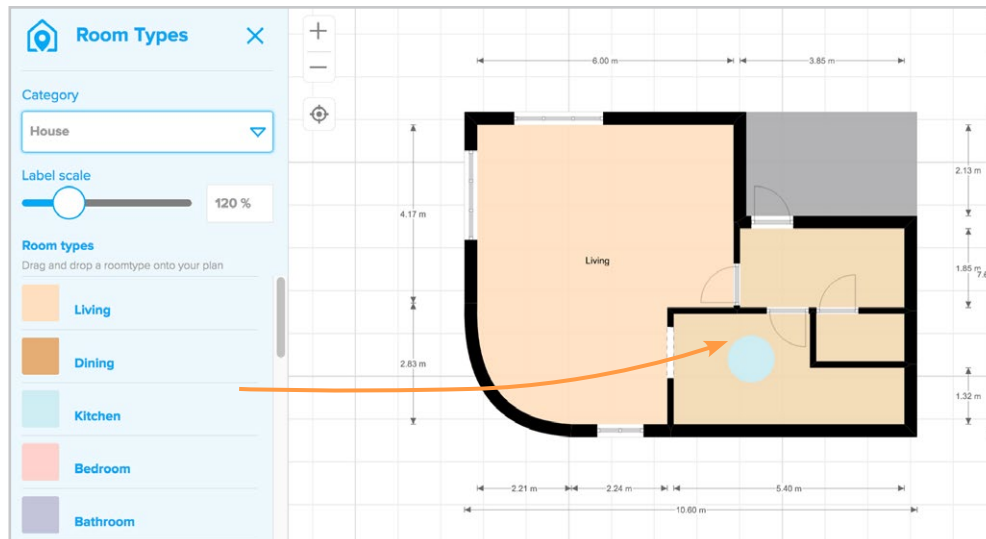 Room Types
Category
House
Label scale
120 %
Room types
Drag and drop a roomtype onto your plan
Living
Dining
Kitchen
Bedroom
Bathroom
6.00 m
3.85 m
2.13 m
4.17 m
Living
1.85 m
7.6
2.83 m
1.32 m
2.21 m
2.24 m
5.40 m
10.60 m